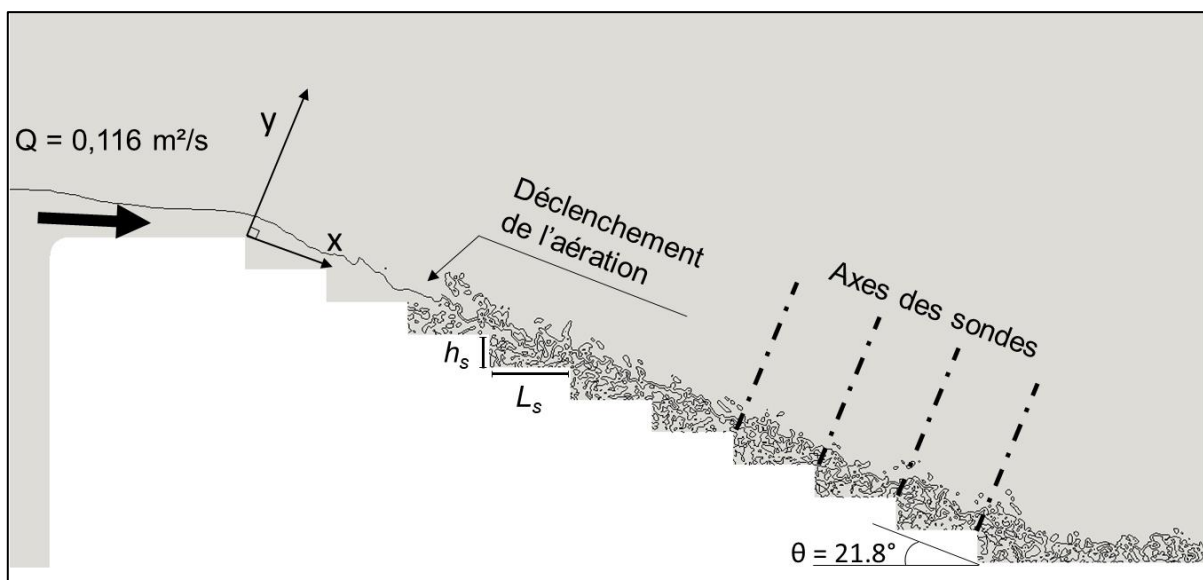 Q = 0,116 m²/s
y
x
Déclenchement
de l’aération
Axes des sondes
hs
Ls
θ = 21.8°